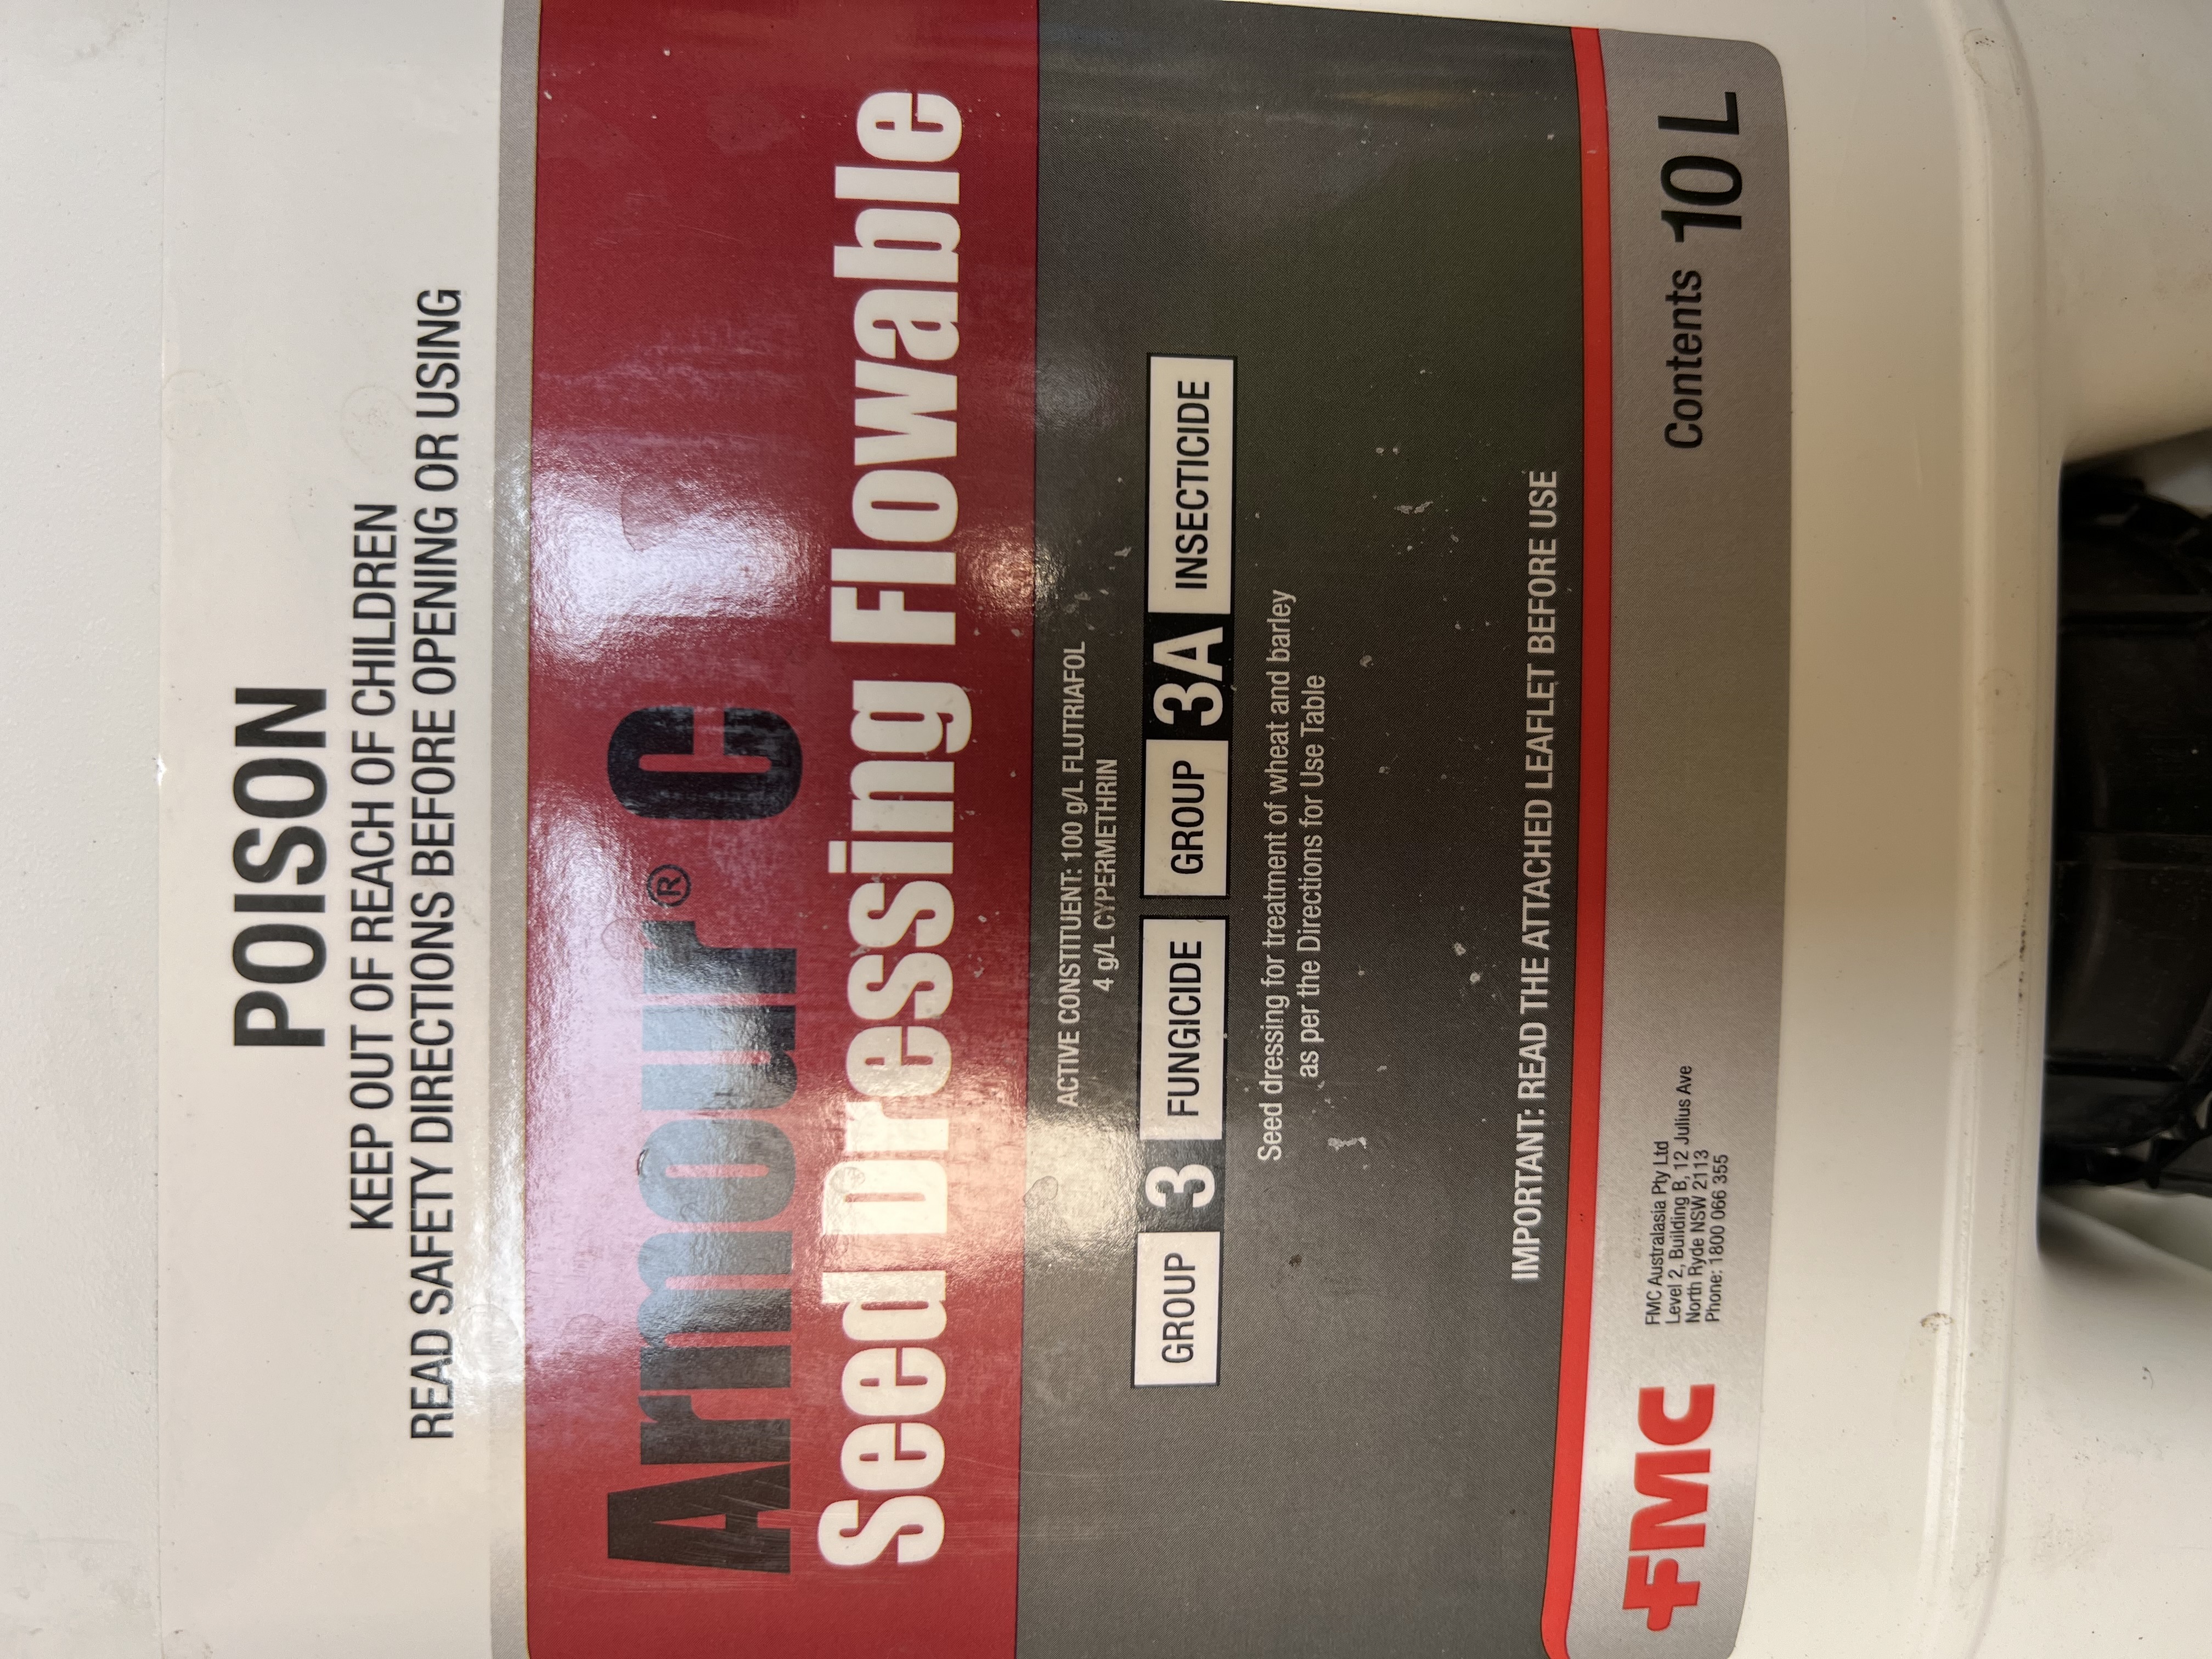 POISON
KEEP OUT OF REACH OF CHILDREN
READ SAFETY DIRECTIONS BEFORE OPENING OR USING
Armour® C
Seed Dressing Flowable
ACTIVE CONSTITUENT: 100 g/L FLUTRIAFOL
4 g/L CYPERMETHRIN
GROUP 3 FUNGICIDE GROUP 3A INSECTICIDE
Seed dressing for treatment of wheat and barley
as per the Directions for Use Table
IMPORTANT: READ THE ATTACHED LEAFLET BEFORE USE
FMC
FMC Australasia Pty Ltd
Level 2, Building B, 12 Julius Ave
North Ryde NSW 2113
Phone: 1800 066 355
Contents 10 L